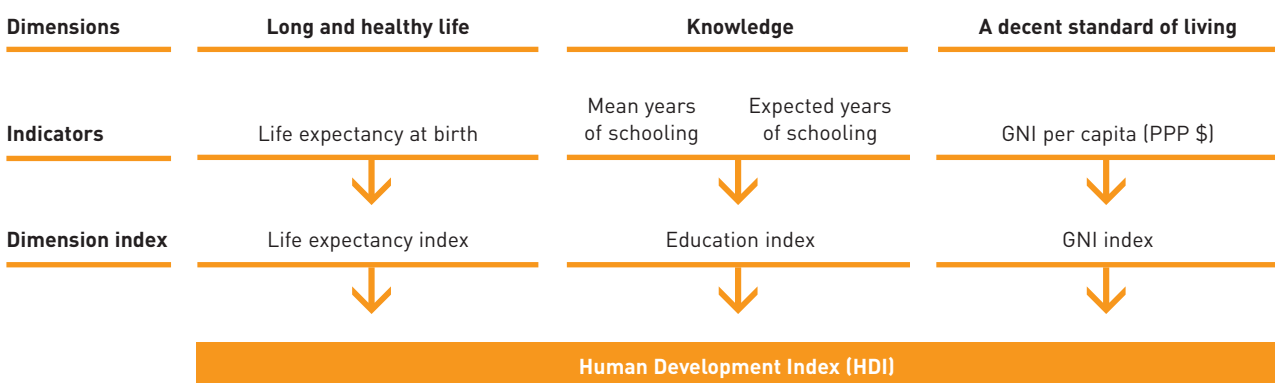 Dimensions Long and healthy life Knowledge A decent standard of living
Mean years Expected years
Indicators Life expectancy at birth of schooling of schooling GNI per capita (PPP $)
Dimension index Life expectancy index Education index GNI index
Human Development Index (HDI)